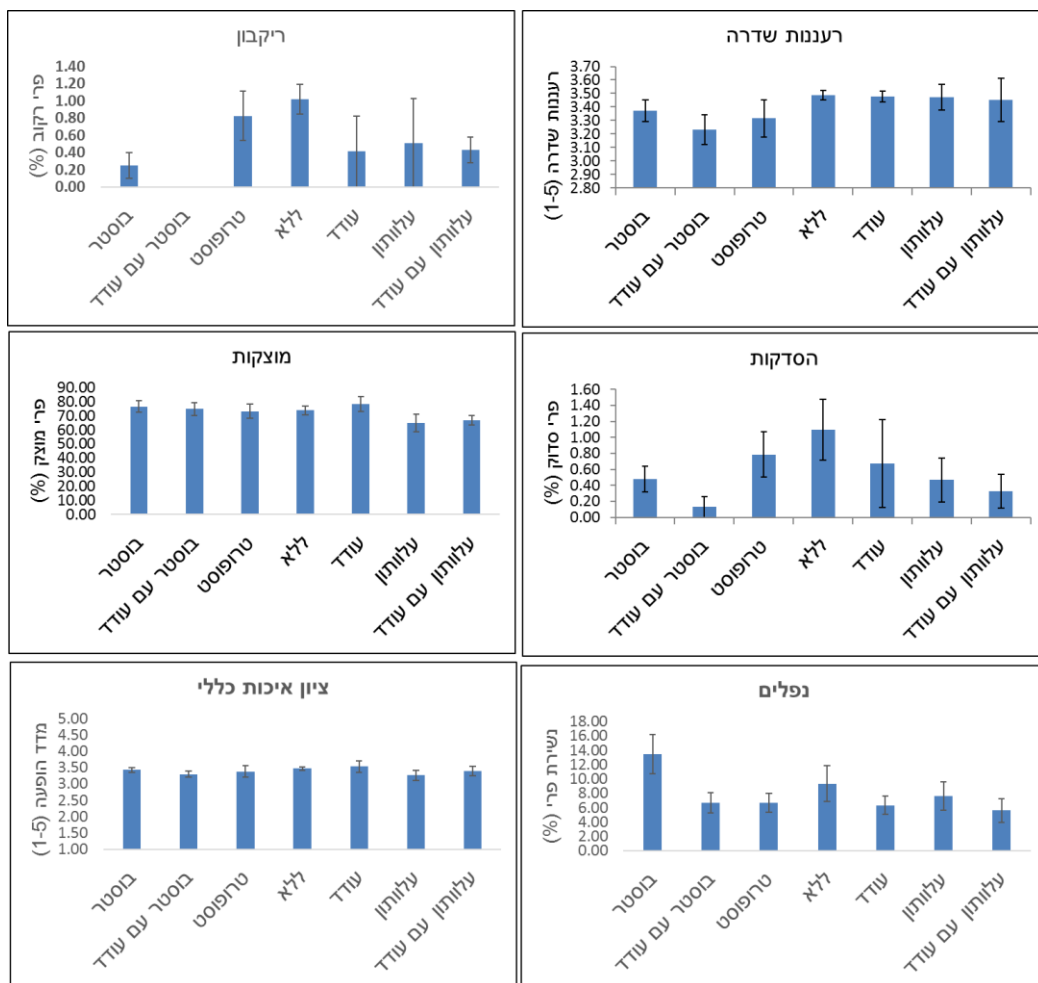 ריקבון
פרי רקוב (%)
1.40
1.20
1.00
0.80
0.60
0.40
0.20
0.00
בוסטר
בוסטר עם עודד
טרופוסט
ללא
עודד
עלוותון
עלוותון עם עודד
רעננות שדרה
רעננות שדרה (1-5)
3.70
3.60
3.50
3.40
3.30
3.20
3.10
3.00
2.90
2.80
בוסטר
בוסטר עם עודד
טרופוסט
ללא
עודד
עלוותון
עלוותון עם עודד
מוצקות
פרי מוצק (%)
90.00
80.00
70.00
60.00
50.00
40.00
30.00
20.00
10.00
0.00
בוסטר
בוסטר עם עודד
טרופוסט
ללא
עודד
עלוותון
עלוותון עם עודד
הסדקות
פרי סדוק (%)
1.60
1.40
1.20
1.00
0.80
0.60
0.40
0.20
0.00
בוסטר
בוסטר עם עודד
טרופוסט
ללא
עודד
עלוותון
עלוותון עם עודד
ציון איכות כללי
מדד הופעה (1-5)
5.00
4.50
4.00
3.50
3.00
2.50
2.00
1.50
1.00
בוסטר
בוסטר עם עודד
טרופוסט
ללא
עודד
עלוותון
עלוותון עם עודד
נפלים
נשירת פרי (%)
18.00
16.00
14.00
12.00
10.00
8.00
6.00
4.00
2.00
0.00
בוסטר
בוסטר עם עודד
טרופוסט
ללא
עודד
עלוותון
עלוותון עם עודד